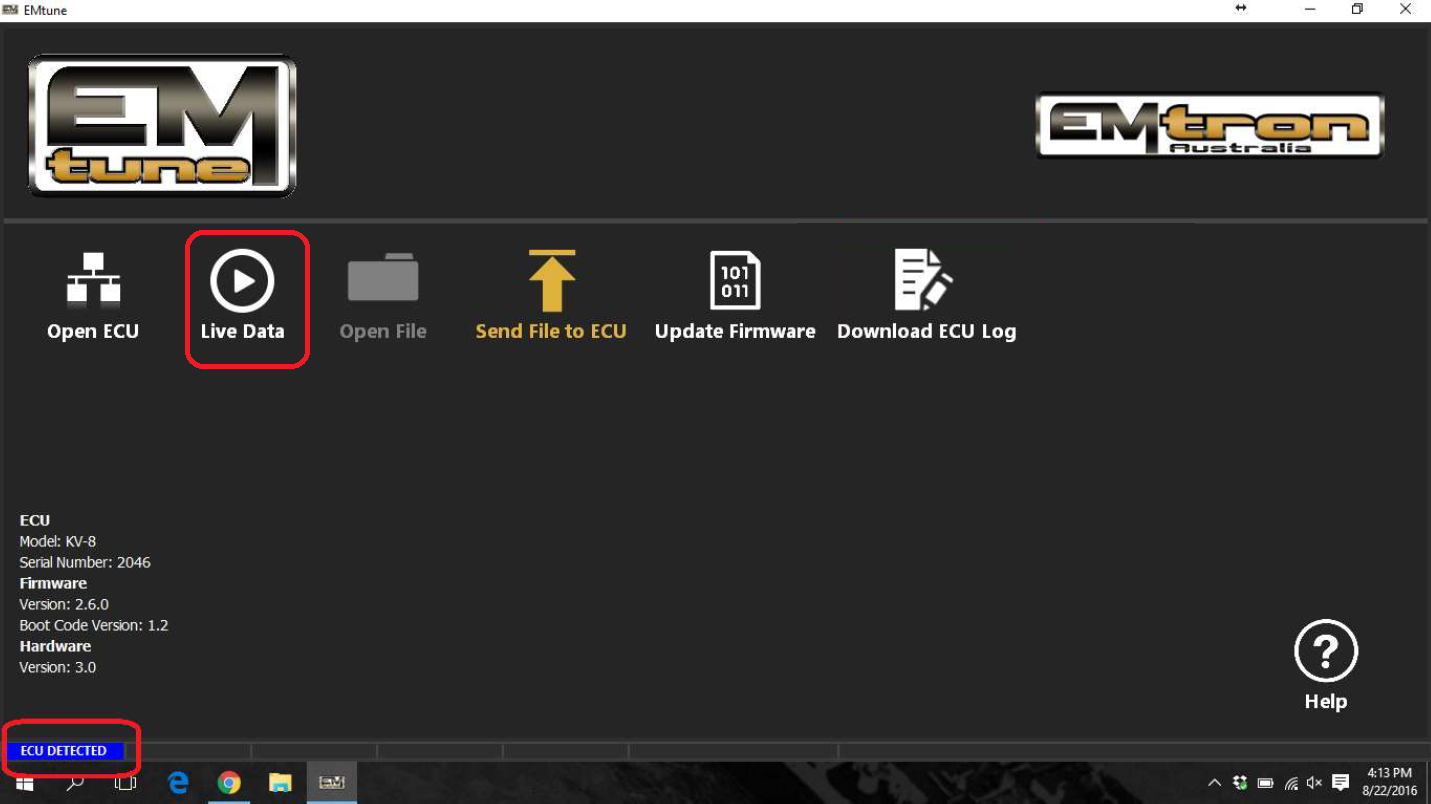 EMtune
EM
tune
EMtron
Australia
Open ECU
Live Data
Open File
Send File to ECU
101
011
Update Firmware
Download ECU Log
ECU
Model: KV-8
Serial Number: 2046
Firmware
Version: 2.6.0
Boot Code Version: 1.2
Hardware
Version: 3.0
?
Help
ECU DETECTED
4:13 PM
8/22/2016